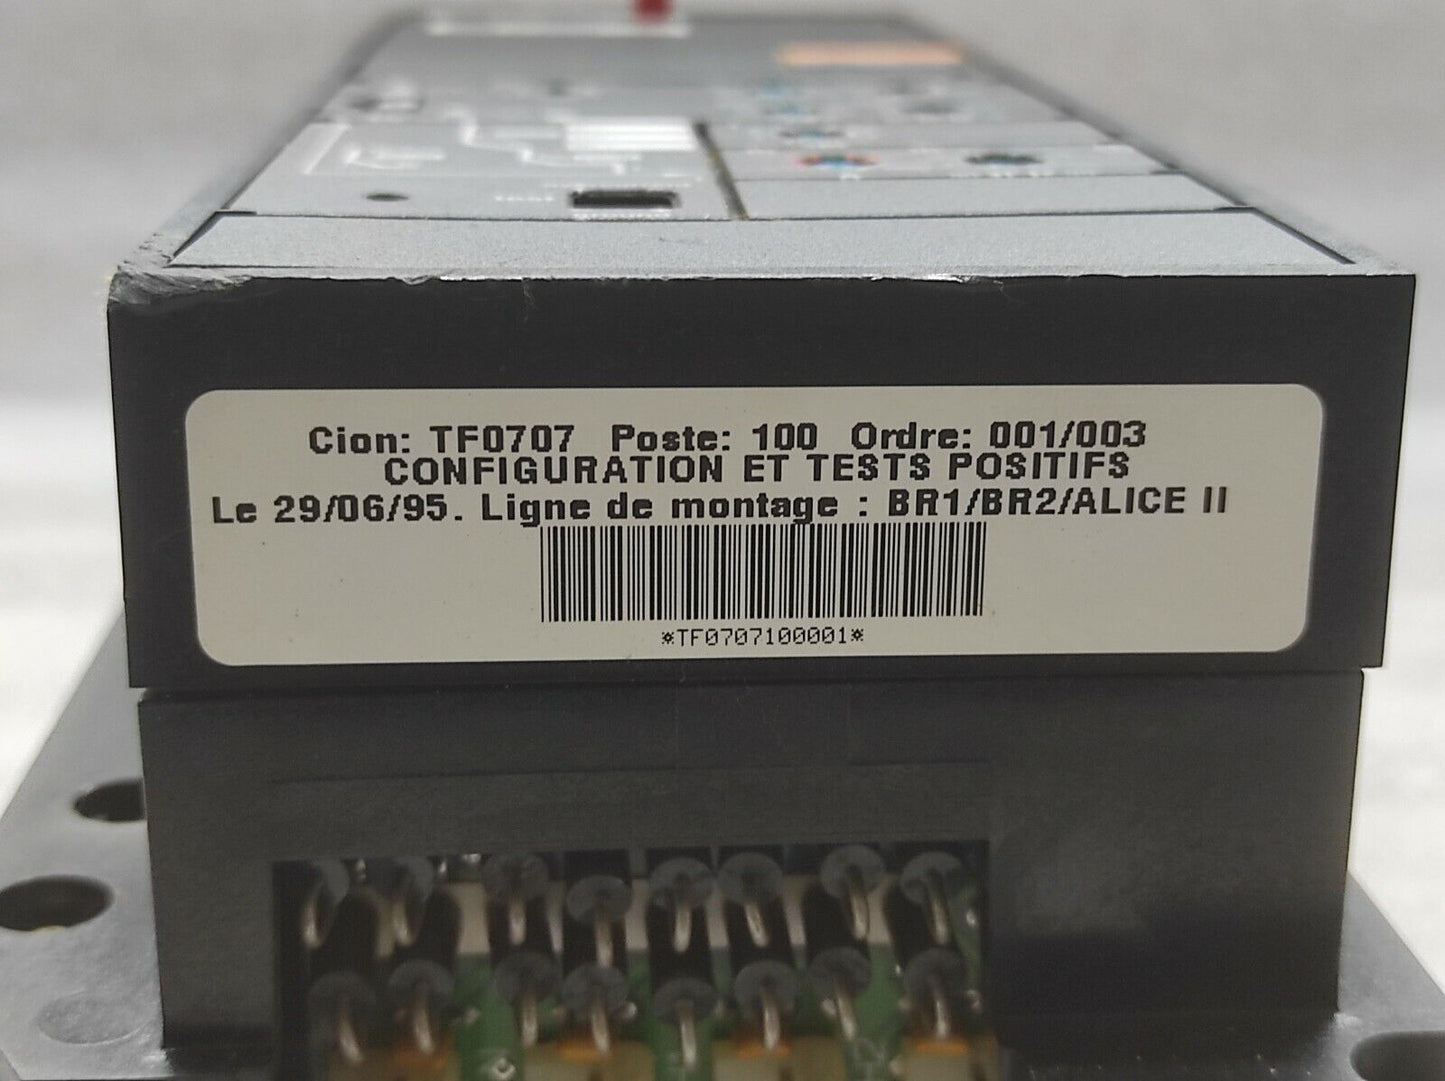 Cion: TF0707 Poste: 100 Ordre: 001/003
CONFIGURATION ET TESTS POSITIFS
Le 29/06/95. Ligne de montage : BR1/BR2/ALICE II
*TF0707100001*